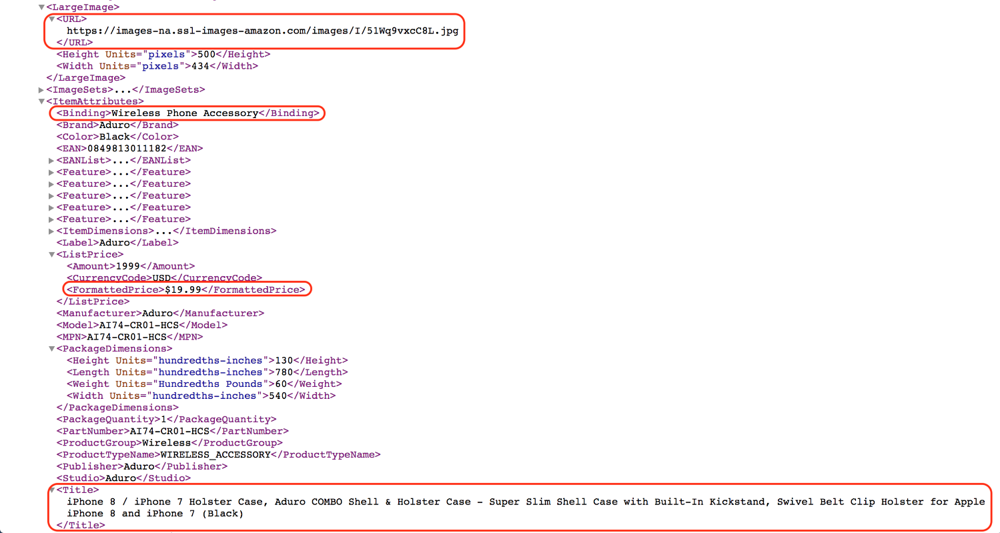 <LargeImage>
<URL>
https://images-na.ssl-images-amazon.com/images/I/51Wq9vxcC8L.jpg
</URL>
<Height Units="pixels">500</Height>
<Width Units="pixels">434</Width>
</LargeImage>
<ImageSets>...</ImageSets>
<ItemAttributes>
<Binding>Wireless Phone Accessory</Binding>
<Brand>Aduro</Brand>
<Color>Black</Color>
<EAN>0849813011182</EAN>
<EANList>...</EANList>
<Feature>...</Feature>
<Feature>...</Feature>
<Feature>...</Feature>
<Feature>...</Feature>
<Feature>...</Feature>
<ItemDimensions>...</ItemDimensions>
<Label>Aduro</Label>
<ListPrice>
<Amount>1999</Amount>
<CurrencyCode>USD</CurrencyCode>
<FormattedPrice>$19.99</FormattedPrice>
</ListPrice>
<Manufacturer>Aduro</Manufacturer>
<Model>AI74-CR01-HCS</Model>
<MPN>AI74-CR01-HCS</MPN>
<PackageDimensions>
<Height Units="hundredths-inches">130</Height>
<Length Units="hundredths-inches">780</Length>
<Weight Units="Hundredths Pounds">60</Weight>
<Width Units="hundredths-inches">540</Width>
</PackageDimensions>
<PackageQuantity>1</PackageQuantity>
<PartNumber>AI74-CR01-HCS</PartNumber>
<ProductGroup>Wireless</ProductGroup>
<ProductTypeName>WIRELESS_ACCESSORY</ProductTypeName>
<Publisher>Aduro</Publisher>
<Studio>Aduro</Studio>
<Title>
iPhone 8 / iPhone 7 Holster Case, Aduro COMBO Shell & Holster Case - Super Slim Shell Case with Built-In Kickstand, Swivel Belt Clip Holster for Apple
iPhone 8 and iPhone 7 (Black)
</Title>